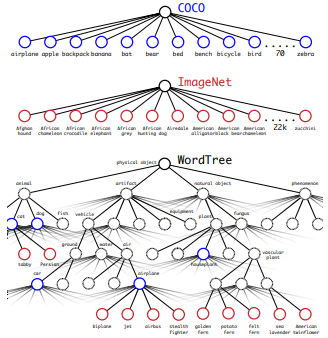 COCO
airplane apple backpack banana bat bear bed bench bicycle bird ..... zebra
70
ImageNet
Afghan hound African chameleon African crocodile African elephant African grey African hunting dog Airedale American alligator American black bear American chameleon ..... zucchini
22k
WordTree
physical object
animal artifact natural object phenomenon
cat dog fish vehicle equipment plant fungus
ground water air vascular plant
tabby Persian car airplane houseplant
biplane jet airbus stealth fighter golden fern potato fern felt fern sea lavender American twinflower